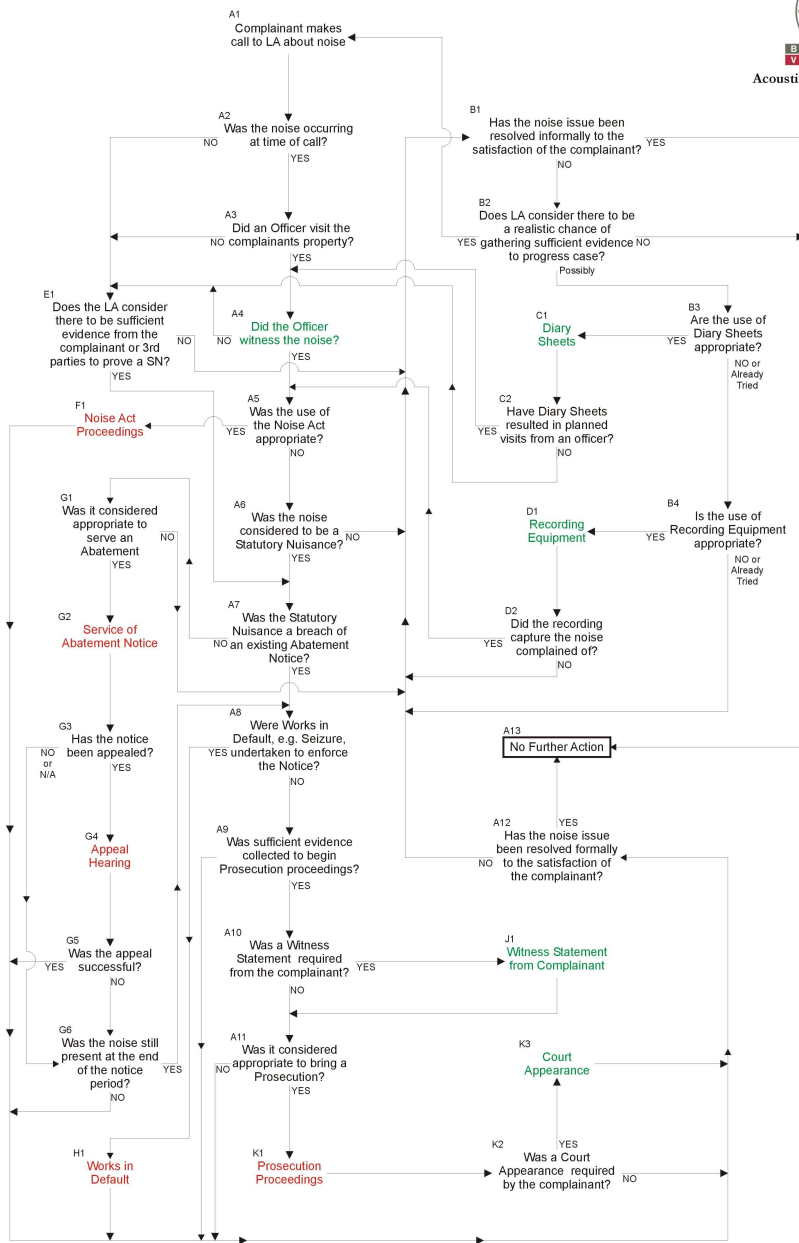 A1
Complainant makes
call to LA about noise
B
V
Acousti
A2
Was the noise occurring
at time of call?
NO
YES
B1
Has the noise issue been
resolved informally to the
satisfaction of the complainant?
YES
NO
A3
Did an Officer visit the
complainants property?
NO
YES
B2
Does LA consider there to be
a realistic chance of
gathering sufficient evidence
to progress case?
YES
NO
Possibly
E1
Does the LA consider
there to be sufficient
evidence from the
complainant or 3rd
parties to prove a SN?
NO
YES
A4
Did the Officer
witness the noise?
NO
YES
C1
Diary
Sheets
B3
Are the use of
Diary Sheets
appropriate?
YES
NO or
Already
Tried
F1
Noise Act
Proceedings
A5
Was the use of
the Noise Act
appropriate?
YES
NO
C2
Have Diary Sheets
resulted in planned
visits from an officer?
YES
NO
G1
Was it considered
appropriate to
serve an
Abatement
NO
YES
A6
Was the noise
considered to be a
Statutory Nuisance?
NO
YES
D1
Recording
Equipment
B4
Is the use of
Recording Equipment
appropriate?
YES
NO or
Already
Tried
G2
Service of
Abatement Notice
A7
Was the Statutory
Nuisance a breach of
an existing Abatement
Notice?
NO
YES
D2
Did the recording
capture the noise
complained of?
YES
NO
G3
Has the notice
been appealed?
NO
or
N/A
YES
A8
Were Works in
Default, e.g. Seizure,
undertaken to enforce
the Notice?
YES
NO
A13
No Further Action
G4
Appeal
Hearing
A9
Was sufficient evidence
collected to begin
Prosecution proceedings?
YES
A12
YES
Has the noise issue
been resolved formally
to the satisfaction of
the complainant?
NO
G5
Was the appeal
successful?
YES
NO
A10
Was a Witness
Statement required
from the complainant?
YES
NO
J1
Witness Statement
from Complainant
G6
Was the noise still
present at the end
of the notice
period?
YES
NO
A11
Was it considered
appropriate to bring a
Prosecution?
NO
YES
K3
Court
Appearance
H1
Works in
Default
K1
Prosecution
Proceedings
K2
YES
Was a Court
Appearance required
by the complainant?
NO